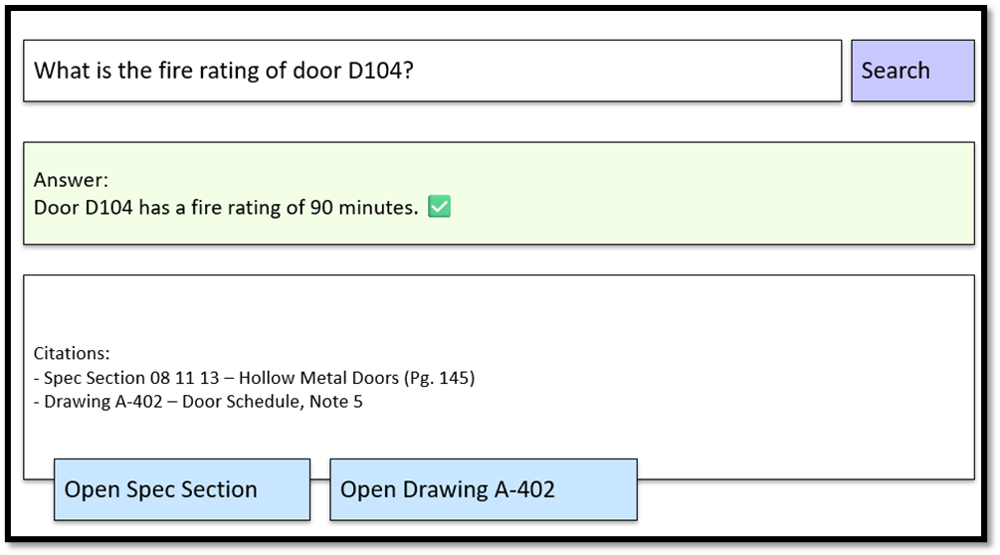 What is the fire rating of door D104?
Search
Answer:
Door D104 has a fire rating of 90 minutes. ✅
Citations:
- Spec Section 08 11 13 – Hollow Metal Doors (Pg. 145)
- Drawing A-402 – Door Schedule, Note 5
Open Spec Section
Open Drawing A-402